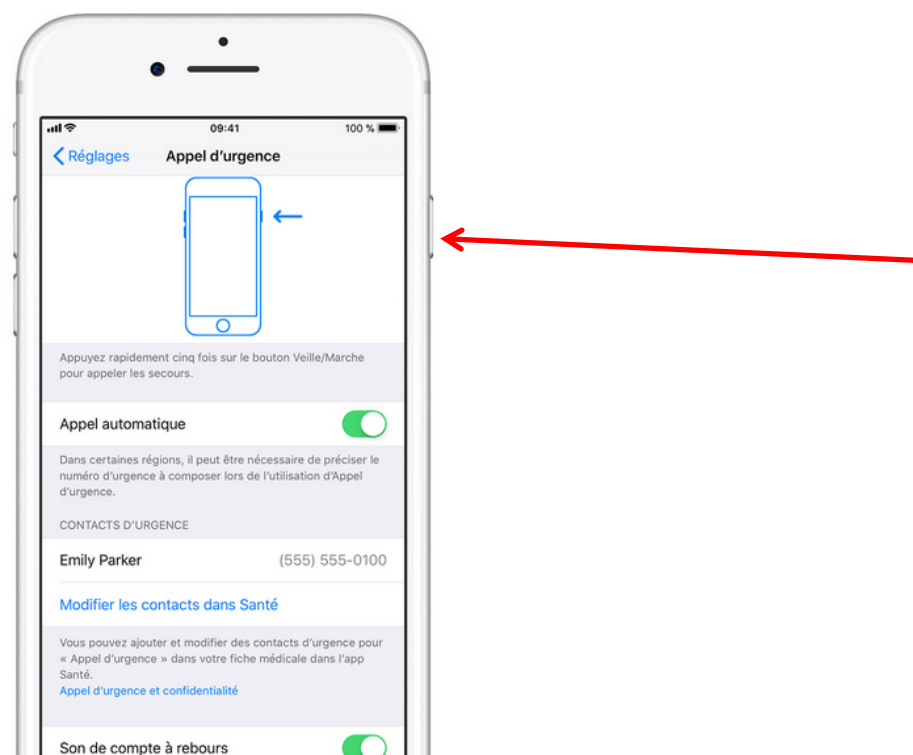 09:41
100 %
Réglages
Appel d'urgence
Appuyez rapidement cinq fois sur le bouton Veille/Marche
pour appeler les secours.
Appel automatique
Dans certaines régions, il peut être nécessaire de préciser le
numéro d'urgence à composer lors de l'utilisation d'Appel
d'urgence.
CONTACTS D'URGENCE
Emily Parker (555) 555-0100
Modifier les contacts dans Santé
Vous pouvez ajouter et modifier des contacts d'urgence pour
« Appel d'urgence » dans votre fiche médicale dans l'app
Santé.
Appel d'urgence et confidentialité
Son de compte à rebours